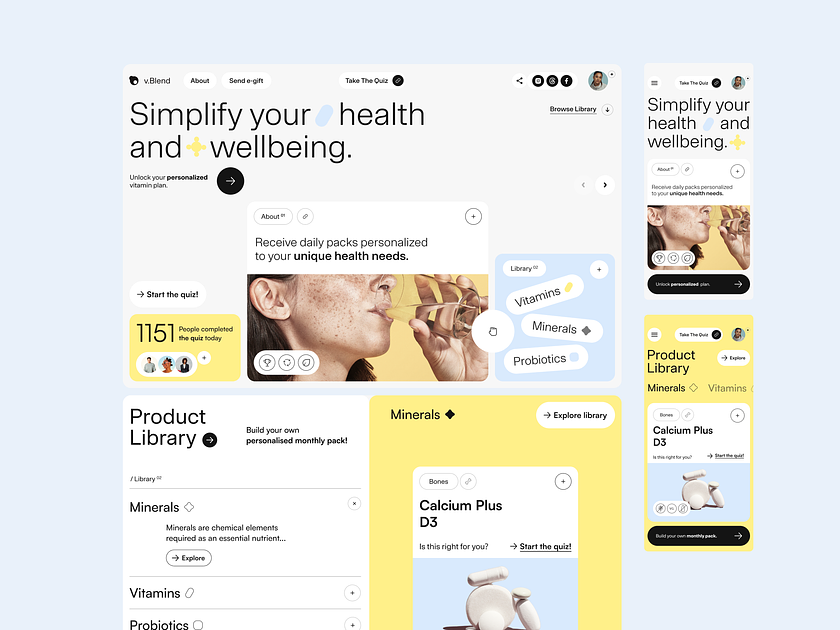 v.Blend
About
Send e-gift
Take The Quiz
Simplify your health
and wellbeing.
Browse Library
Unlock your personalized
vitamin plan.
About 01
Receive daily packs personalized
to your unique health needs.
Start the quiz!
1151
People completed
the quiz today
Library 02
Vitamins
Minerals
Probiotics
Product
Library
Build your own
personalised monthly pack!
/ Library 02
Minerals
Minerals are chemical elements
required as an essential nutrient...
Explore
Vitamins
Probiotics
Minerals
Explore library
Bones
Calcium Plus
D3
Is this right for you?
Start the quiz!
Take The Quiz
Simplify your
health and
wellbeing.
About 01
Receive daily packs personalized
to your unique health needs.
Unlock personalized plan.
Take The Quiz
Product
Library
Explore
Minerals
Vitamins
Bones
Calcium Plus
D3
Is this right for you?
Start the quiz!
Build your own monthly pack.